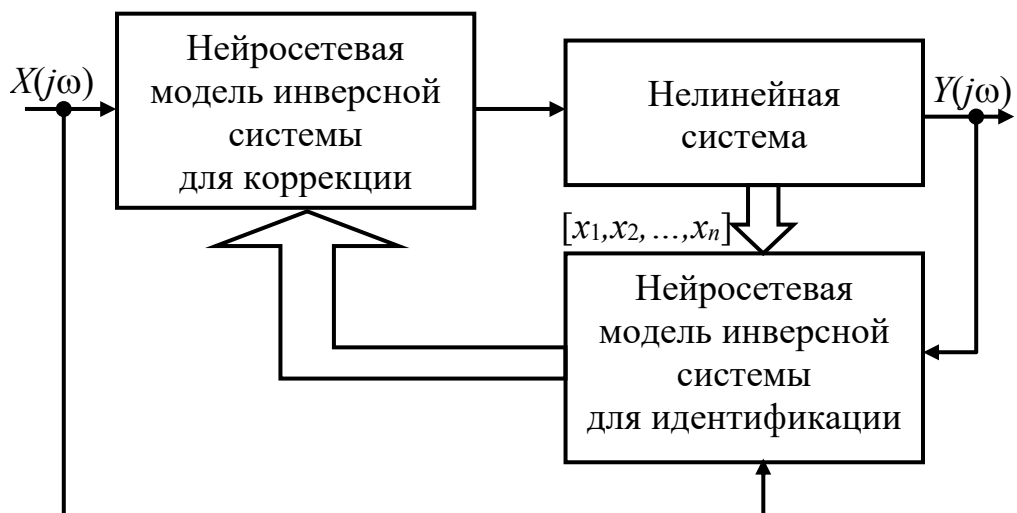 X(jω)
Нейросетевая
модель инверсной
системы
для коррекции
Нелинейная
система
Y(jω)
[x1,x2, ...,xn]
Нейросетевая
модель инверсной
системы
для идентификации